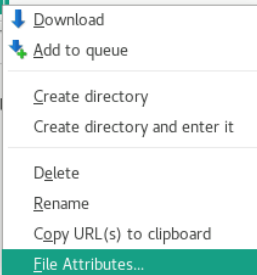 Download
Add to queue
Create directory
Create directory and enter it
Delete
Rename
Copy URL(s) to clipboard
File Attributes...